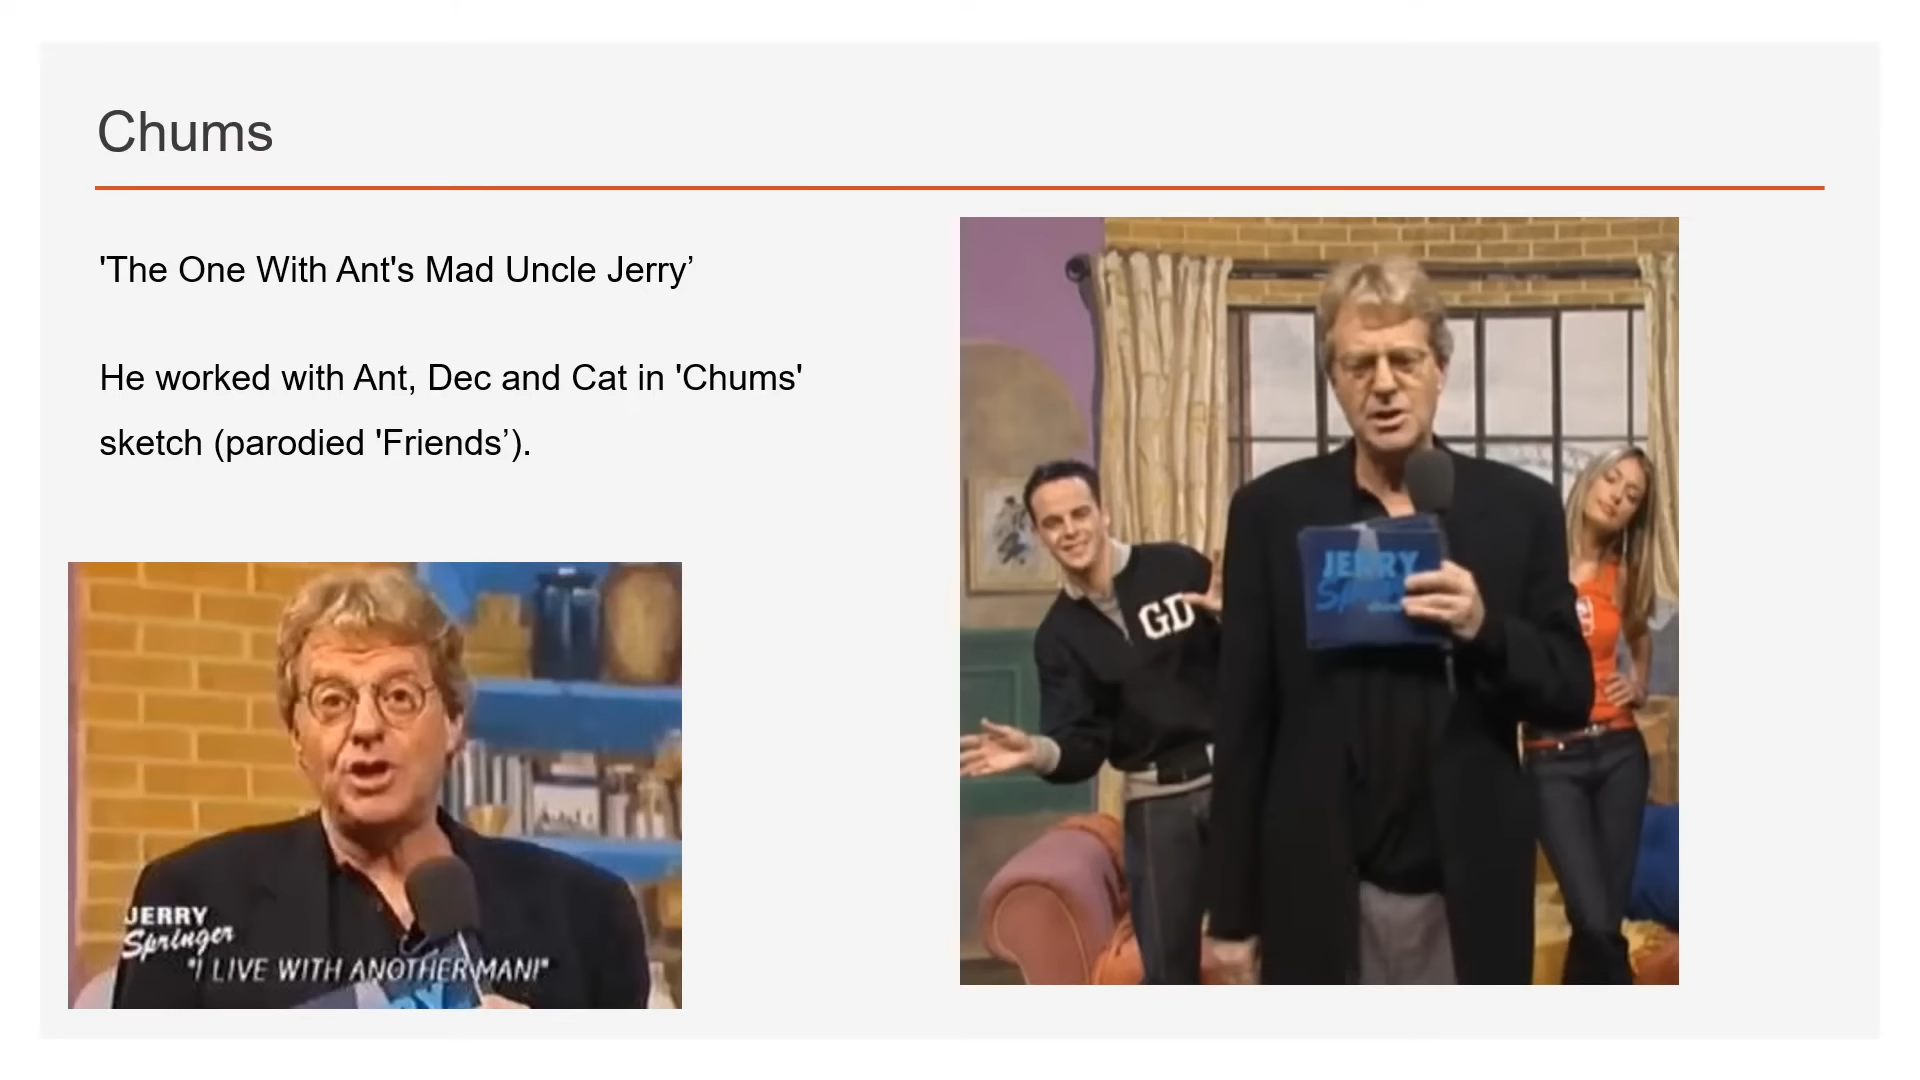 Chums
'The One With Ant's Mad Uncle Jerry’
He worked with Ant, Dec and Cat in 'Chums'
sketch (parodied 'Friends’).
JERRY
Springer
"I LIVE WITH ANOTHER MAN!"
GD
JERRY